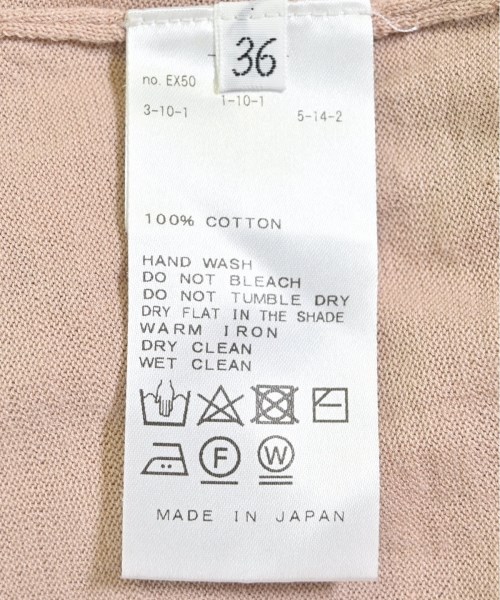 36
no. EX50
1-10-1
3-10-1
5-14-2
100% COTTON
HAND WASH
DO NOT BLEACH
DO NOT TUMBLE DRY
DRY FLAT IN THE SHADE
WARM IRON
DRY CLEAN
WET CLEAN
F
W
MADE IN JAPAN